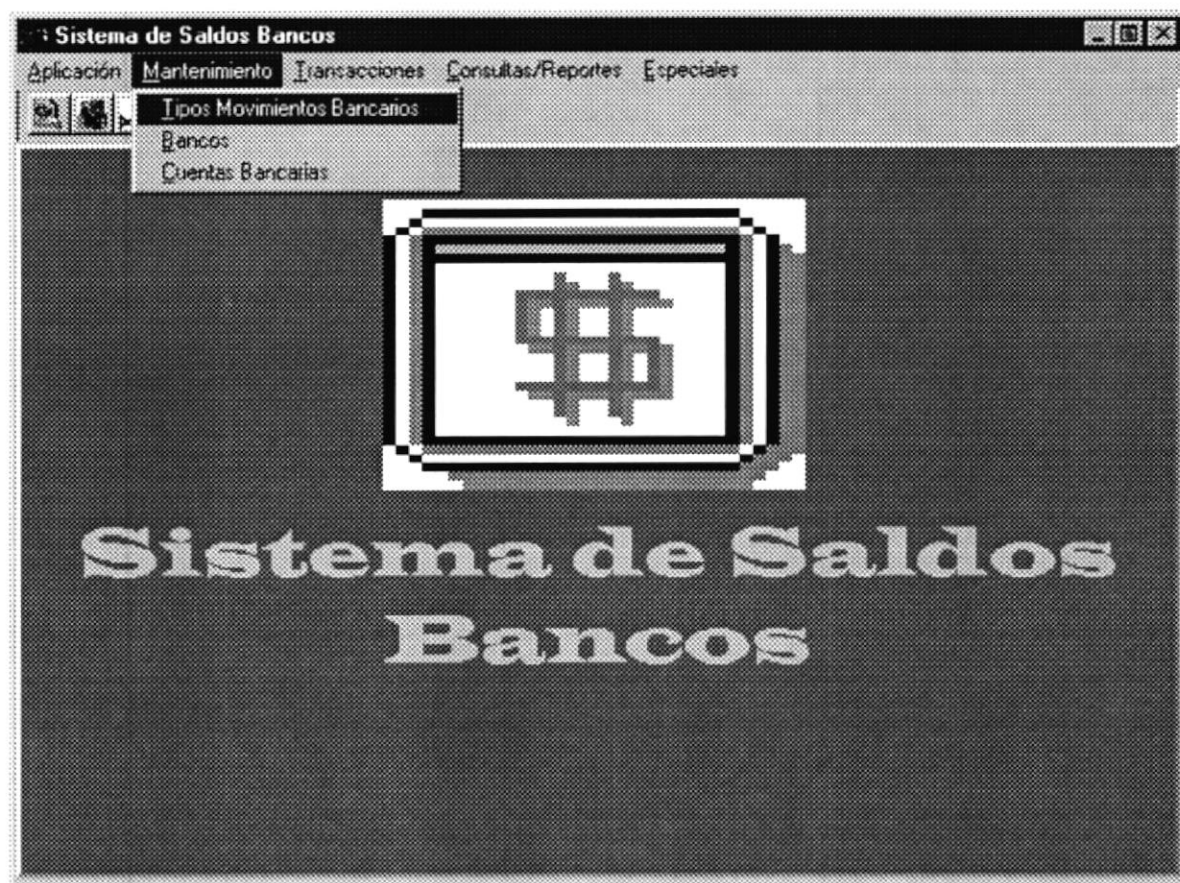 Sistema de Saldos Bancos
Aplicación Mantenimiento Transacciones Consultas/Reportes Especiales
Tipos Movimientos Bancarios
Bancos
Cuentas Bancarias
Sistema de Saldos
Bancos